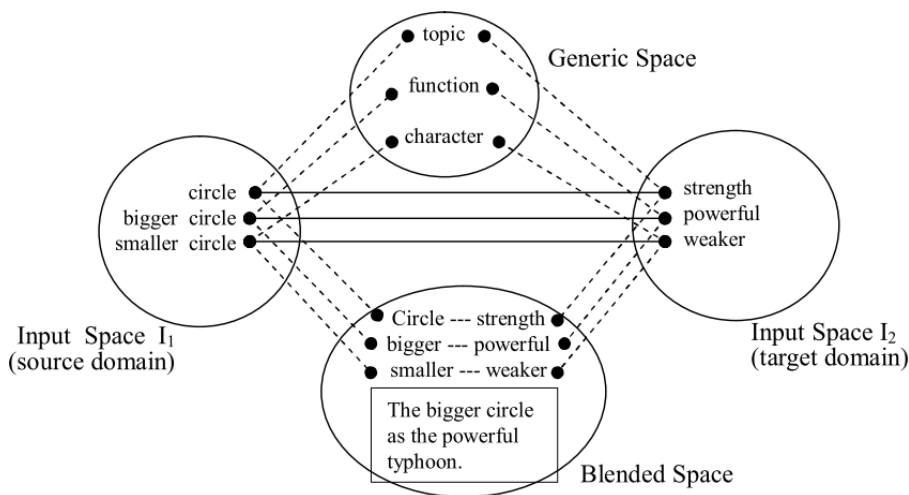 topic
Generic Space
function
character
circle
bigger circle
smaller circle
strength
powerful
weaker
Input Space I₁
(source domain)
Input Space I₂
(target domain)
Circle --- strength
bigger --- powerful
smaller --- weaker
The bigger circle
as the powerful
typhoon.
Blended Space